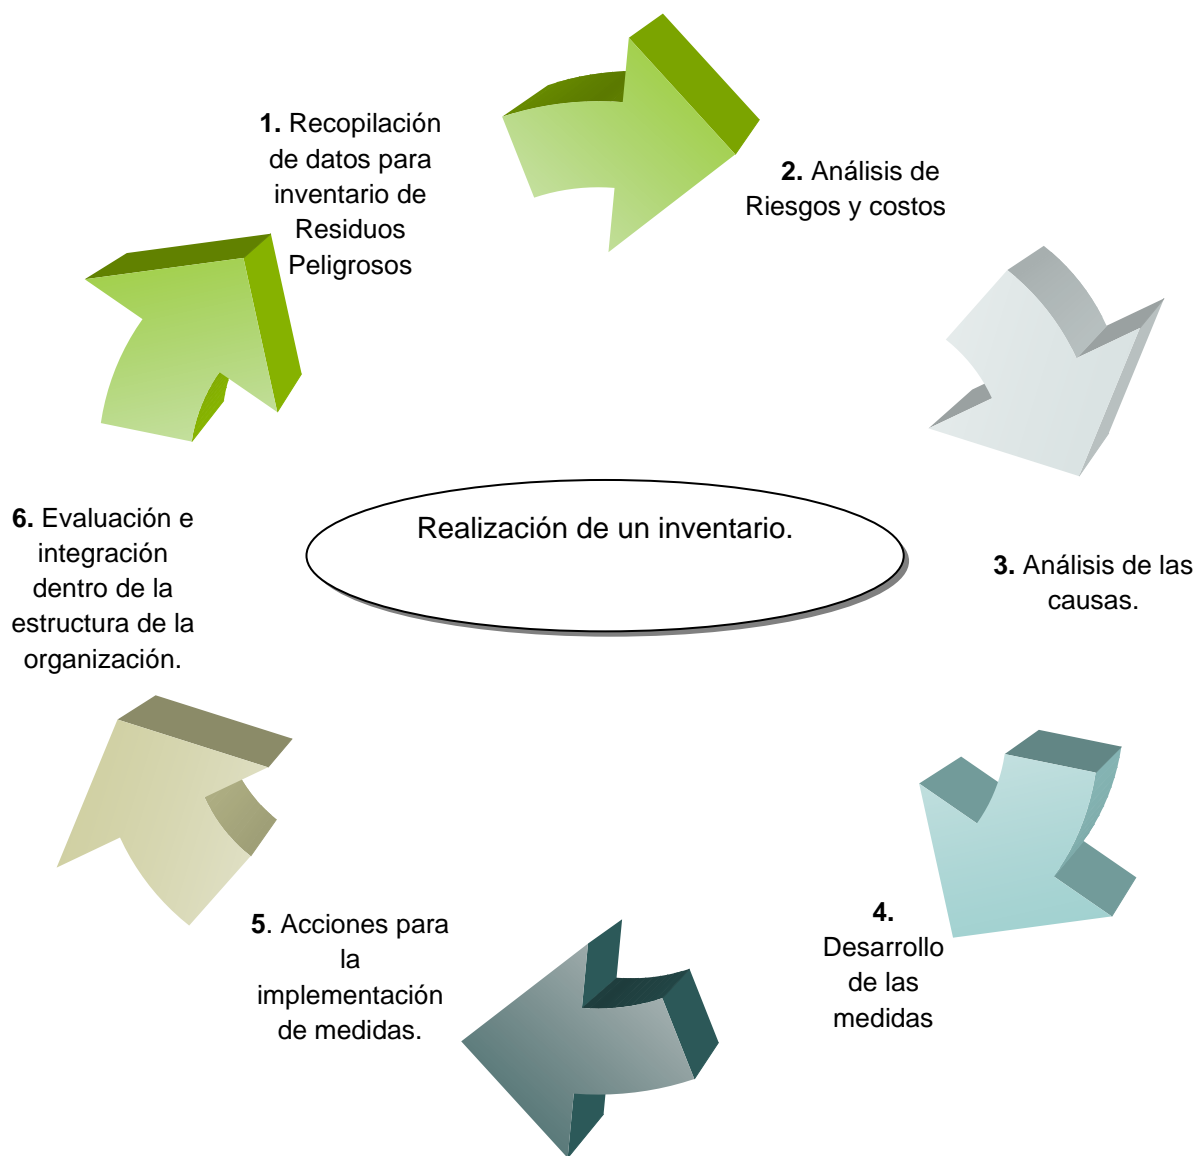 1. Recopilación
de datos para
inventario de
Residuos
Peligrosos
2. Análisis de
Riesgos y costos
3. Análisis de las
causas.
4.
Desarrollo
de las
medidas
5. Acciones para
la
implementación
de medidas.
6. Evaluación e
integración
dentro de la
estructura de la
organización.
Realización de un inventario.